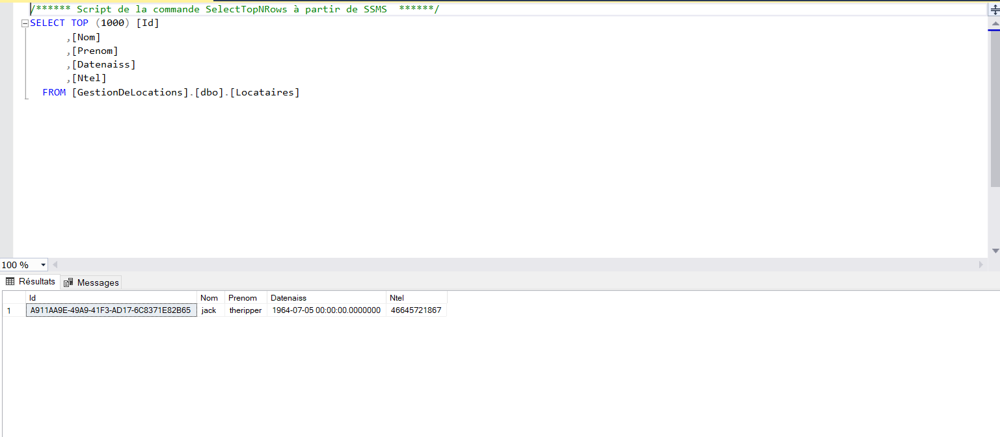 /****** Script de la commande SelectTopNRows à partir de SSMS  ******/
SELECT TOP (1000) [Id]
,[Nom]
,[Prenom]
,[Datenaiss]
,[Ntel]
FROM [GestionDeLocations].[dbo].[Locataires]
100 %
Résultats Messages
Id Nom Prenom Datenaiss Ntel
1 A911AA9E-49A9-41F3-AD17-6C8371E82B65 jack theripper 1964-07-05 00:00:00.0000000 46645721867